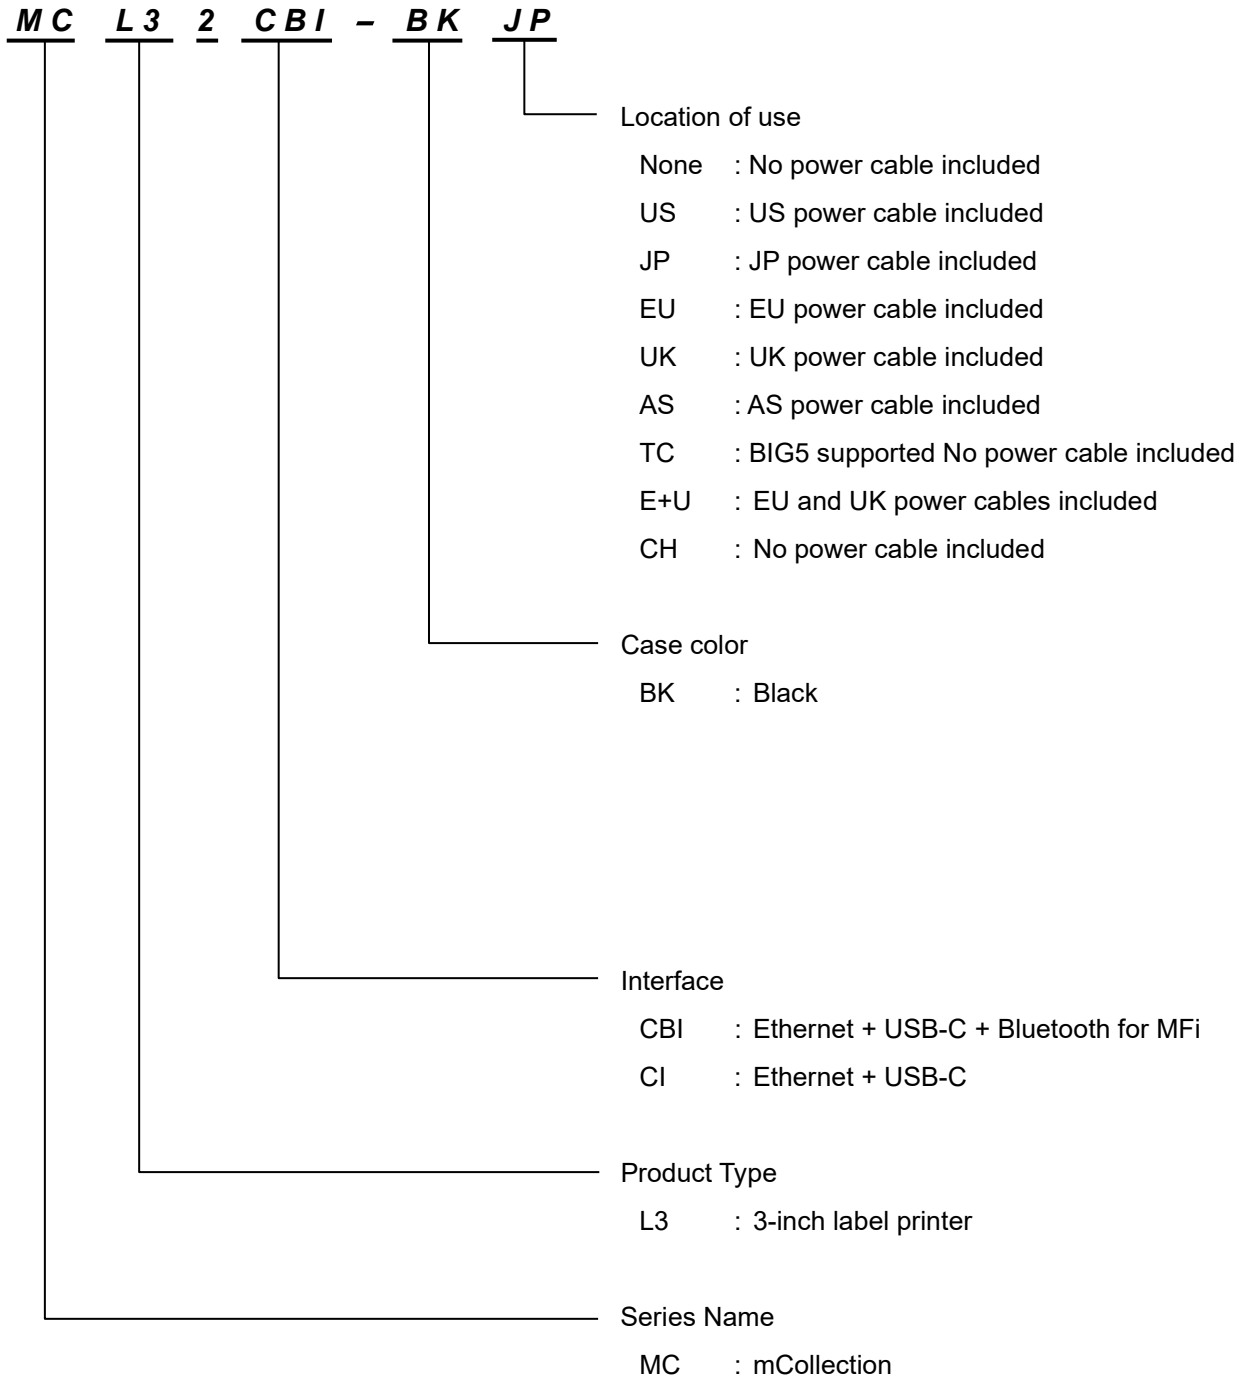 MC L3 2 CBI – BK JP
Location of use
None : No power cable included
US : US power cable included
JP : JP power cable included
EU : EU power cable included
UK : UK power cable included
AS : AS power cable included
TC : BIG5 supported No power cable included
E+U : EU and UK power cables included
CH : No power cable included
Case color
BK : Black
Interface
CBI : Ethernet + USB-C + Bluetooth for MFi
CI : Ethernet + USB-C
Product Type
L3 : 3-inch label printer
Series Name
MC : mCollection